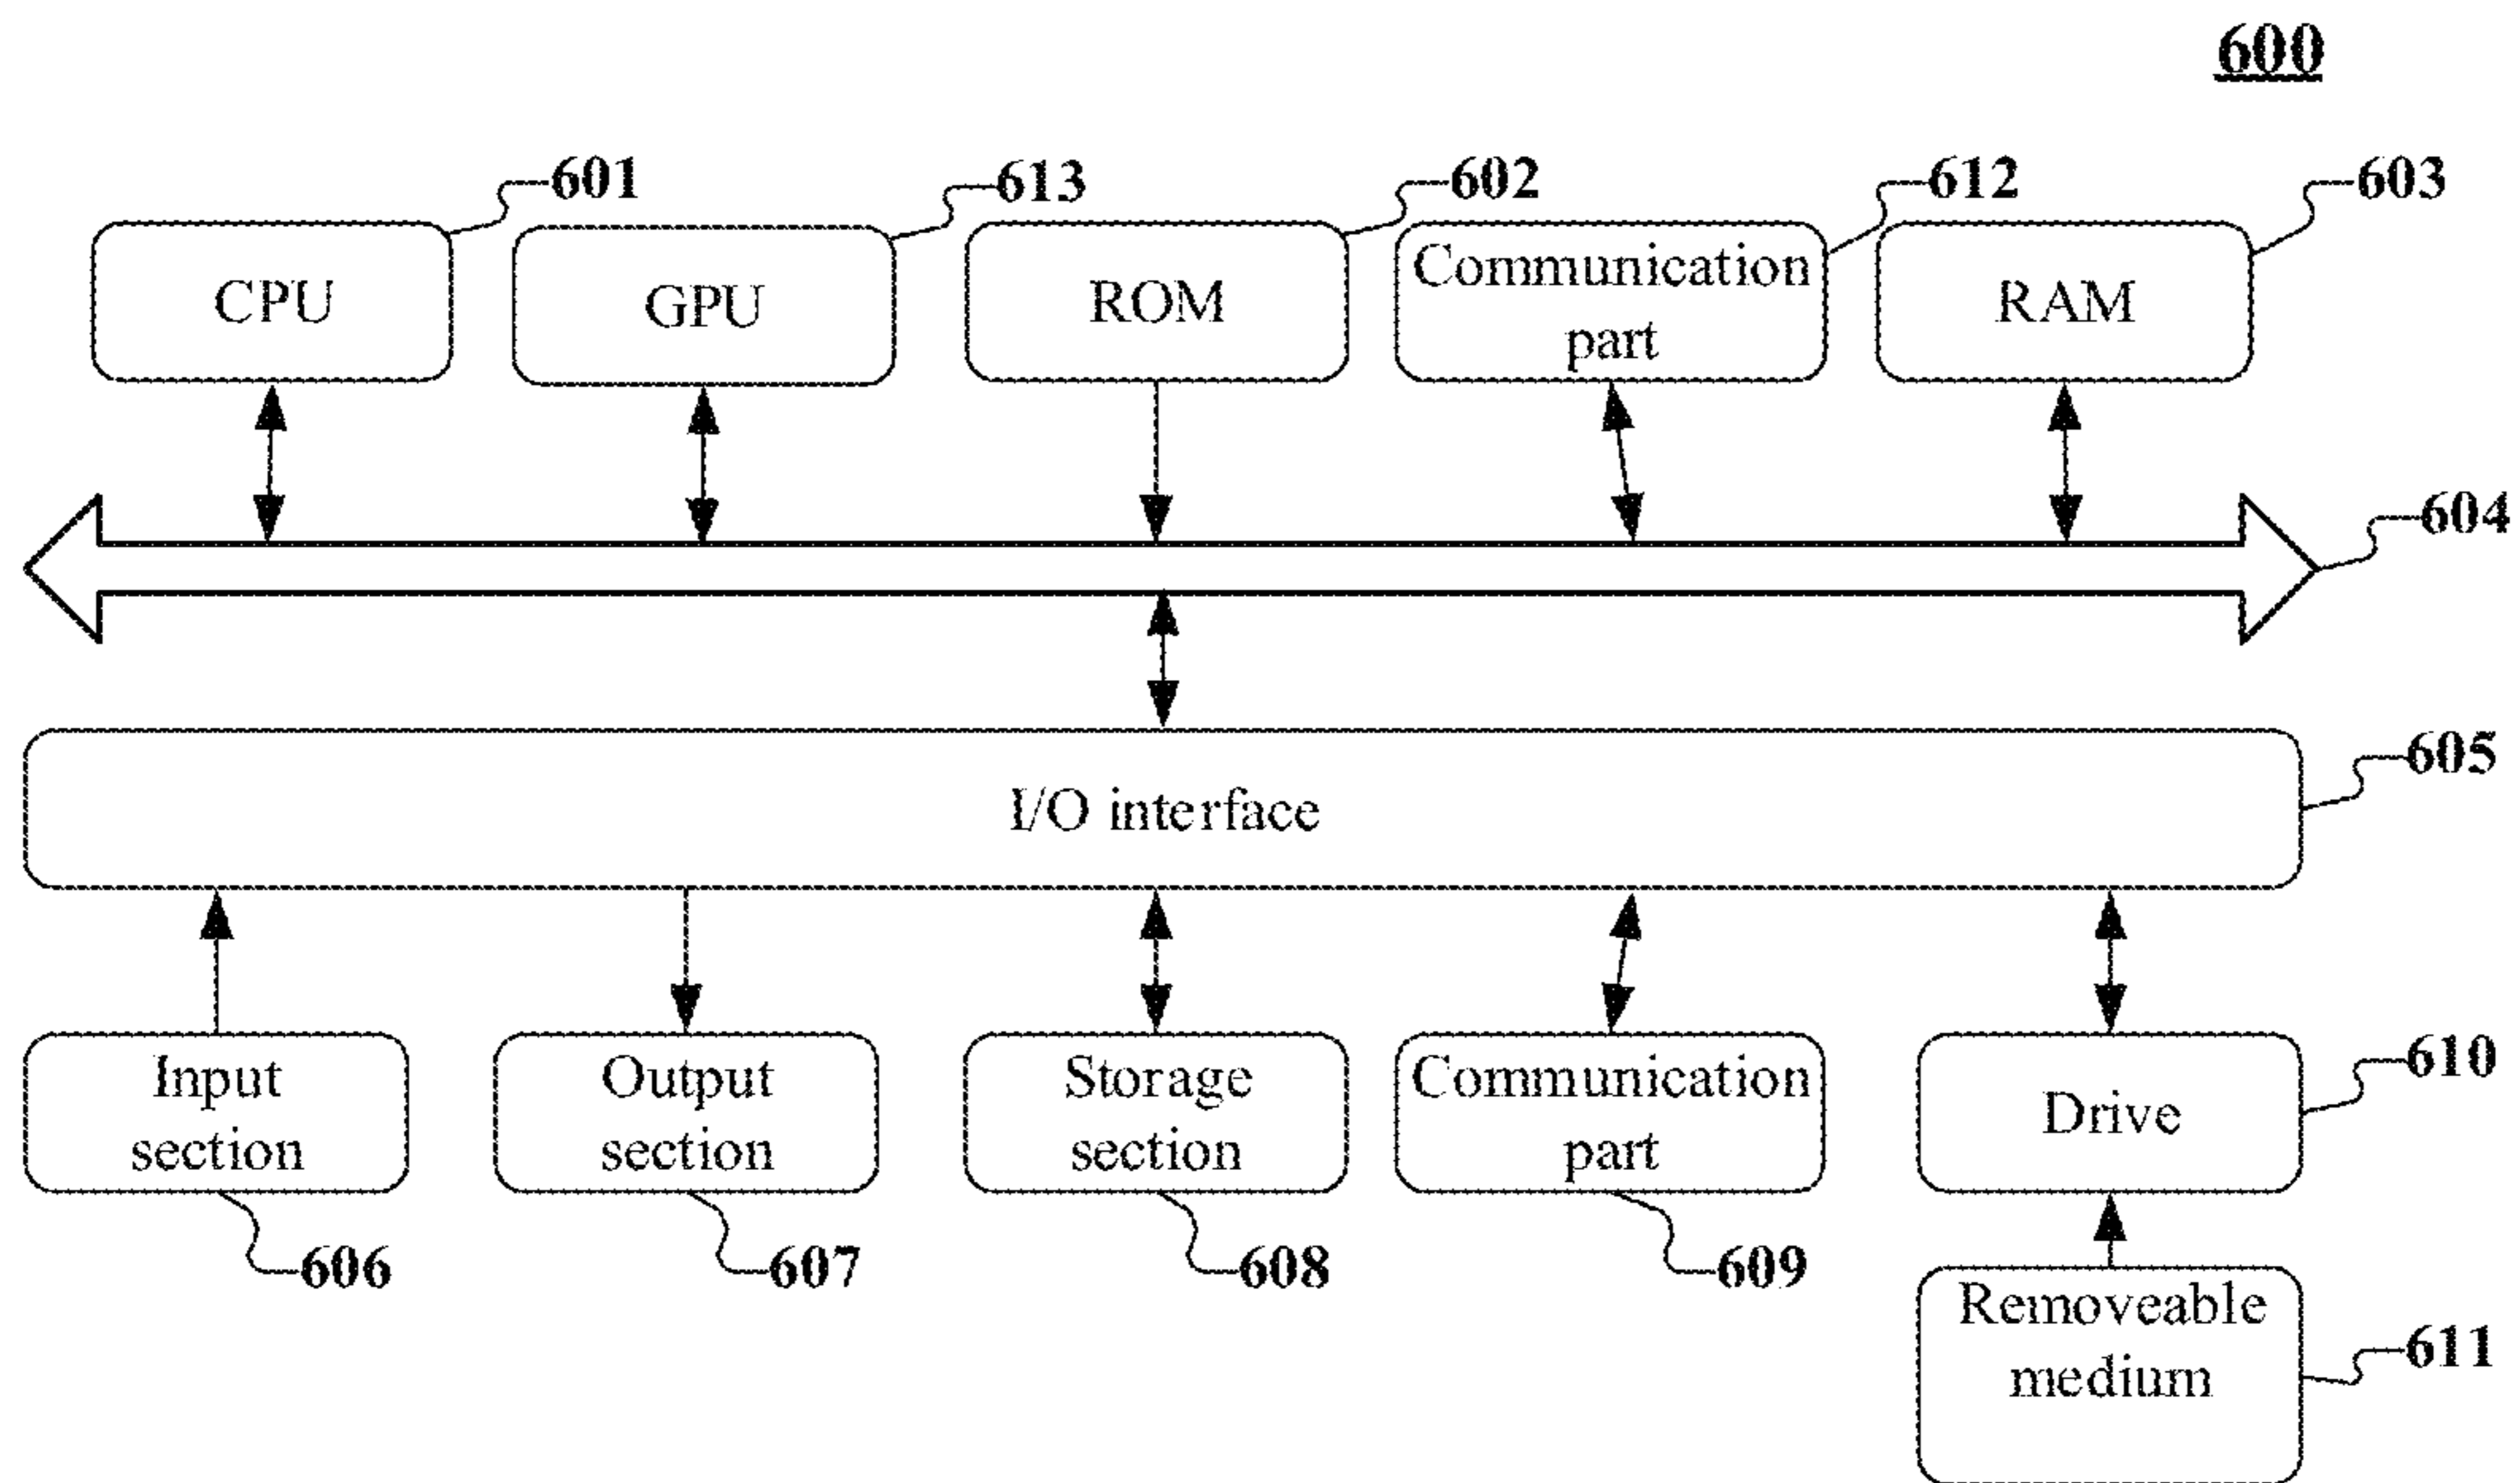 600
601
613
602
612
603
CPU
GPU
ROM
Communication
part
RAM
604
605
I/O interface
Input
section
Output
section
Storage
section
Communication
part
Drive
610
606
607
608
609
Removeable
medium
611